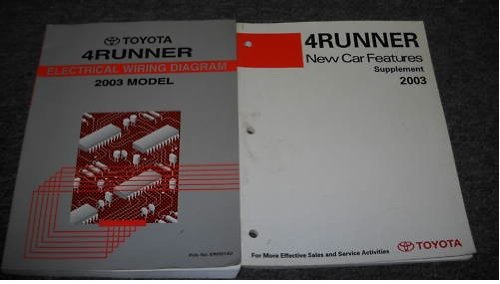 TOYOTA
4RUNNER
ELECTRICAL WIRING DIAGRAM
2003 MODEL
4RUNNER
New Car Features
Supplement
2003
For More Effective Sales and Service Activities
TOYOTA